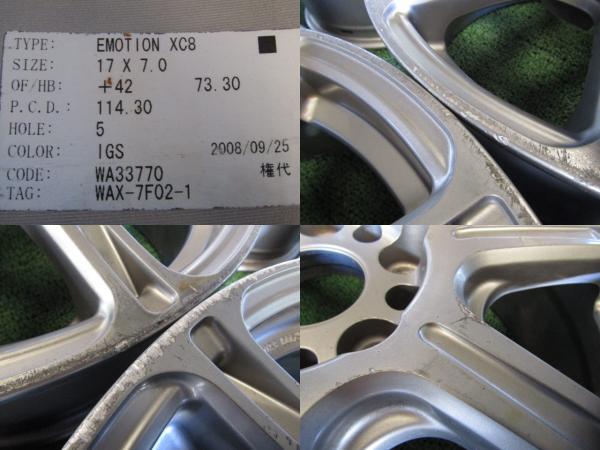 TYPE: EMOTION XC8
SIZE: 17 X 7.0
OF/HB: +42 73.30
P.C.D.: 114.30
HOLE: 5
COLOR: IGS 2008/09/25
CODE: WA33770 権代
TAG: WAX-7F02-1